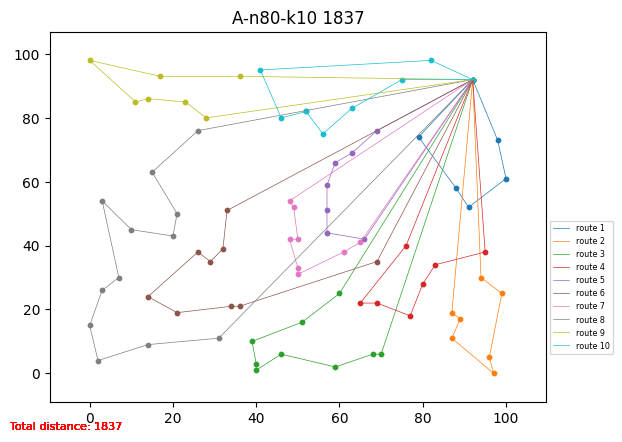 A-n80-k10 1837
100
80
60
40
20
0
0
20
40
60
80
100
route 1
route 2
route 3
route 4
route 5
route 6
route 7
route 8
route 9
route 10
Total distance: 1837